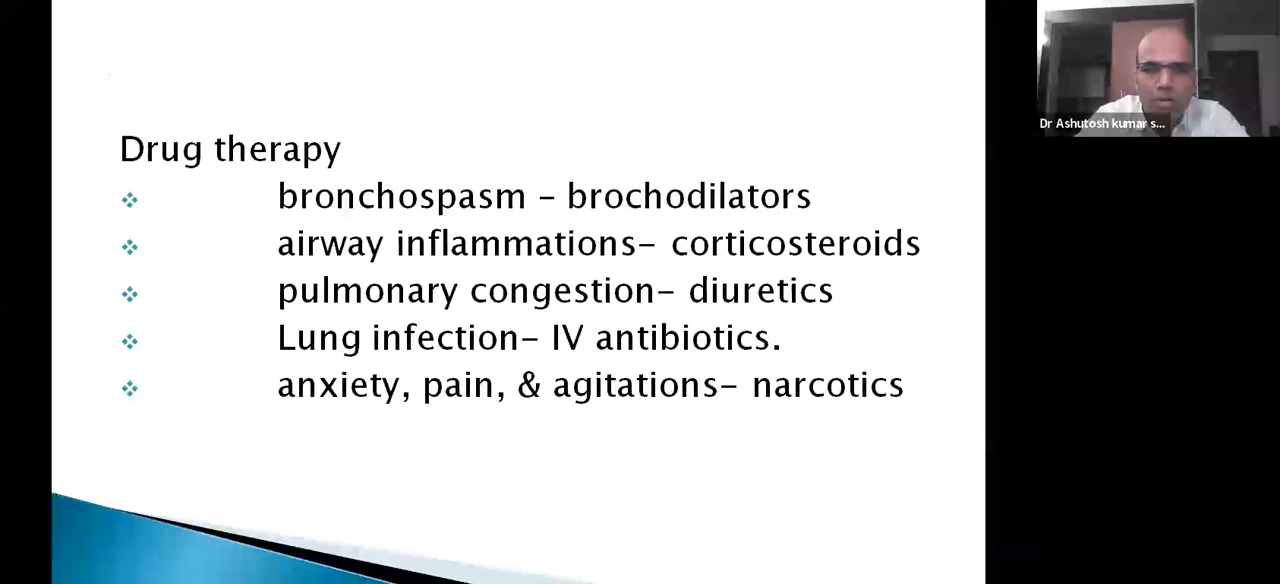 Drug therapy
❖ bronchospasm – brochodilators
❖ airway inflammations– corticosteroids
❖ pulmonary congestion– diuretics
❖ Lung infection– IV antibiotics.
❖ anxiety, pain, & agitations– narcotics
Dr Ashutosh kumar s...